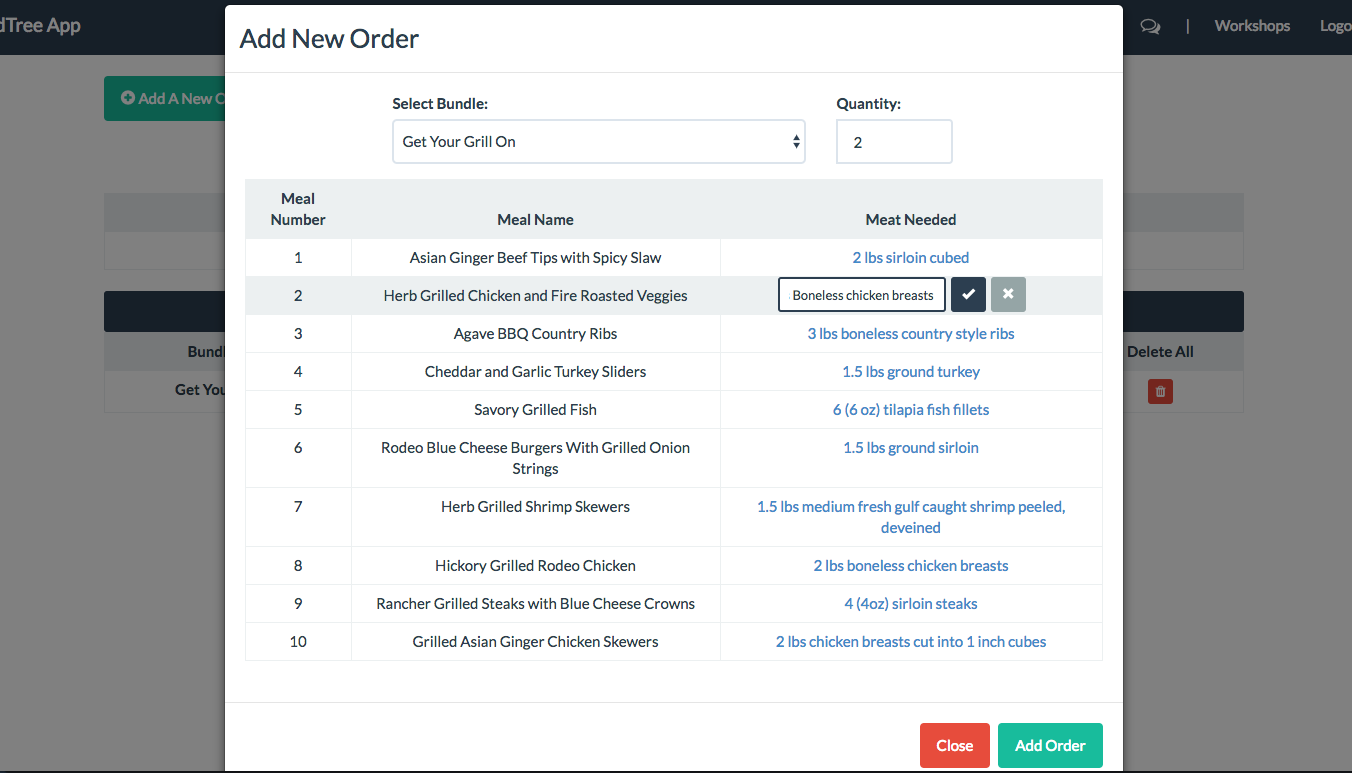 dTree App
Workshops
Logo
Add A New O
Add New Order
Select Bundle:
Quantity:
Get Your Grill On
2
Meal Number
Meal Name
Meat Needed
1 Asian Ginger Beef Tips with Spicy Slaw 2 lbs sirloin cubed
2 Herb Grilled Chicken and Fire Roasted Veggies Boneless chicken breasts
3 Agave BBQ Country Ribs 3 lbs boneless country style ribs
4 Cheddar and Garlic Turkey Sliders 1.5 lbs ground turkey
5 Savory Grilled Fish 6 (6 oz) tilapia fish fillets
6 Rodeo Blue Cheese Burgers With Grilled Onion
Strings
1.5 lbs ground sirloin
7 Herb Grilled Shrimp Skewers 1.5 lbs medium fresh gulf caught shrimp peeled,
deveined
8 Hickory Grilled Rodeo Chicken 2 lbs boneless chicken breasts
9 Rancher Grilled Steaks with Blue Cheese Crowns 4 (4oz) sirloin steaks
10 Grilled Asian Ginger Chicken Skewers 2 lbs chicken breasts cut into 1 inch cubes
Bundl
Delete All
Get You
Close
Add Order